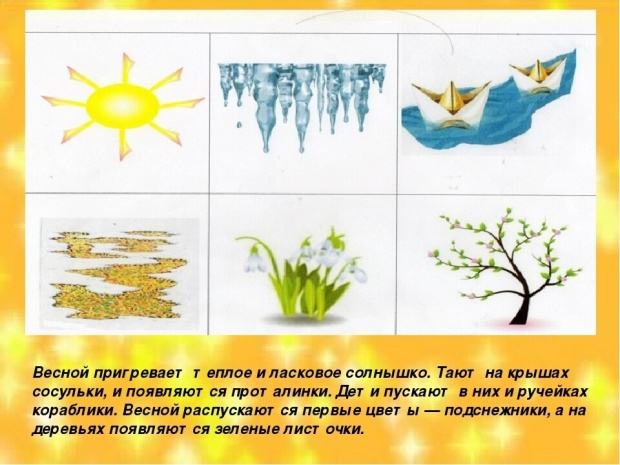 Весной пригревает т еплое и ласковое солнышко. Тают на крышах
сосульки, и появляют ся прот алинки. Дет и пускают в них и ручейках
кораблики. Весной распускают ся первые цвет ы — подснежники, а на
деревьях появляют ся зеленые лист очки.